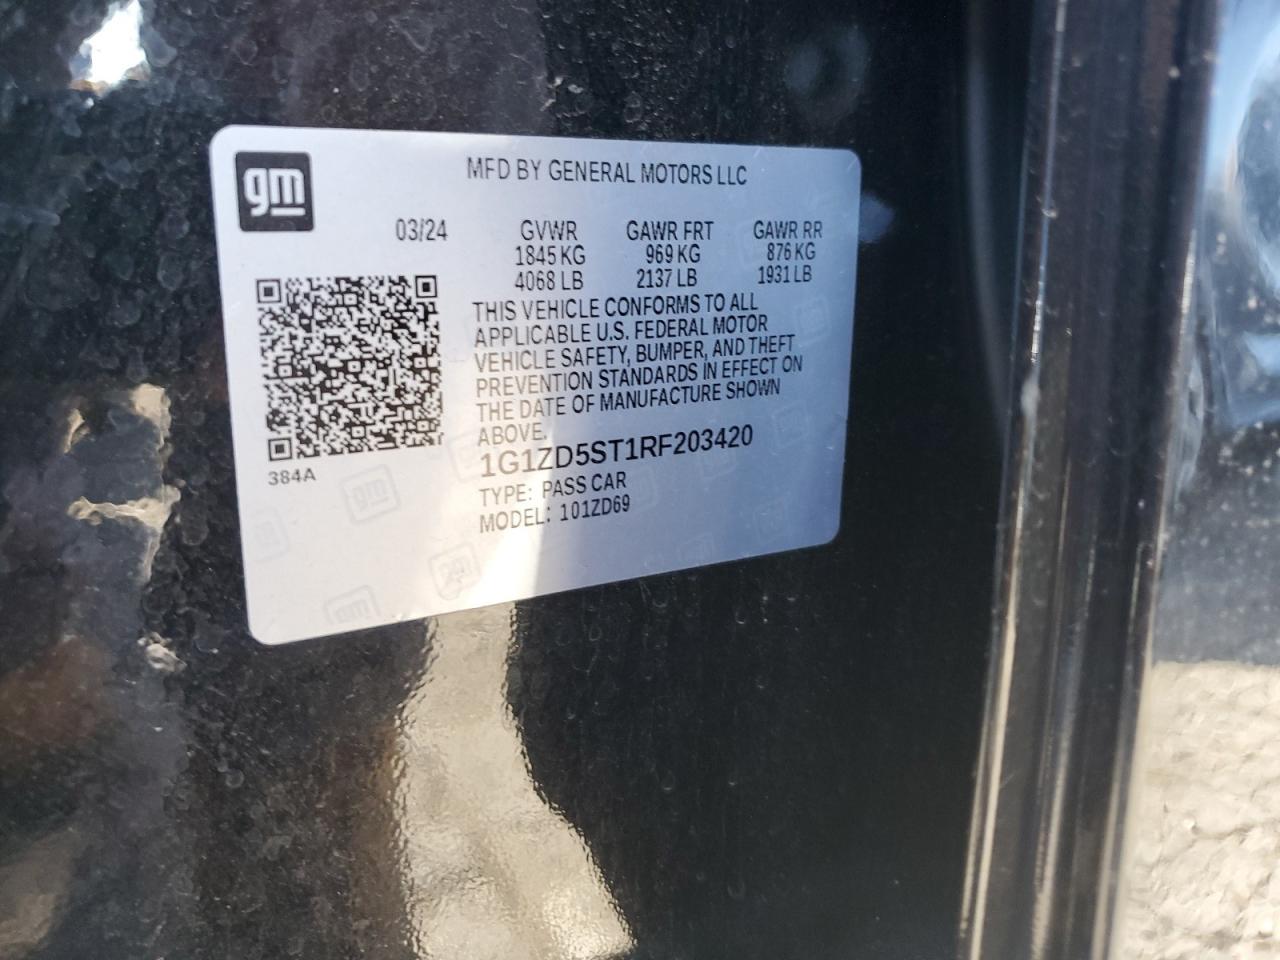 gm
MFD BY GENERAL MOTORS LLC
03/24 GVWR GAWR FRT GAWR RR
1845 KG 969 KG 876 KG
4068 LB 2137 LB 1931 LB
THIS VEHICLE CONFORMS TO ALL
APPLICABLE U.S. FEDERAL MOTOR
VEHICLE SAFETY, BUMPER, AND THEFT
PREVENTION STANDARDS IN EFFECT ON
THE DATE OF MANUFACTURE SHOWN
ABOVE.
384A
1G1ZD5ST1RF203420
TYPE: PASS CAR
MODEL: 101ZD69
gm
gm